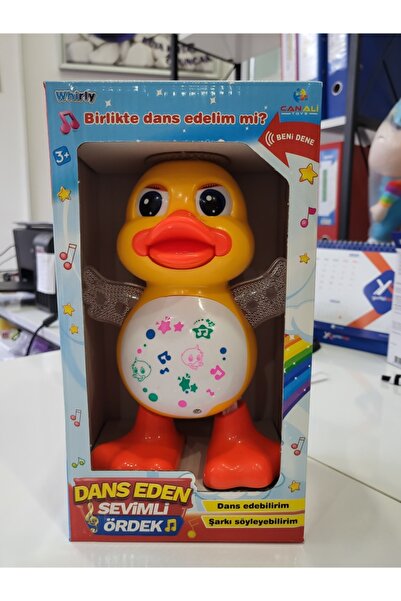 Whirly
CANALİ
TOYS
Birlikte dans edelim mi?
BENİ DENE
3+
DANS EDEN
SEVİMLİ
ÖRDEK
Dans edebilirim
Şarkı söyleyebilirim